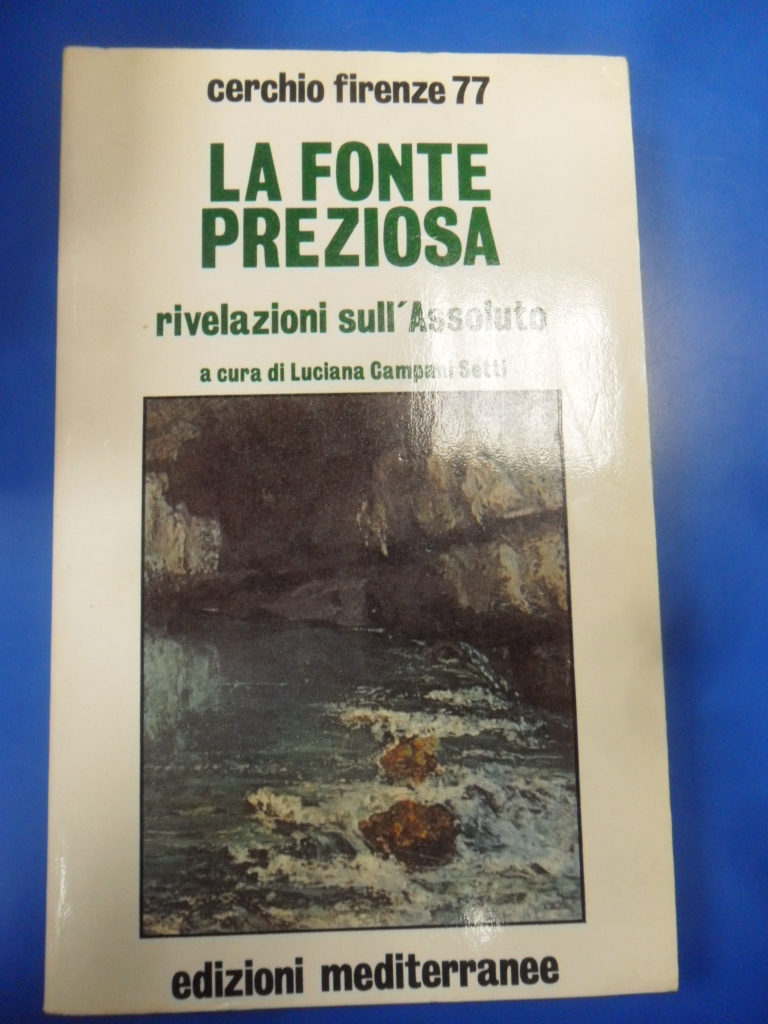 cerchio firenze 77
LA FONTE
PREZIOSA
rivelazioni sull'Assoluto
a cura di Luciana Campani Setti
edizioni mediterranee